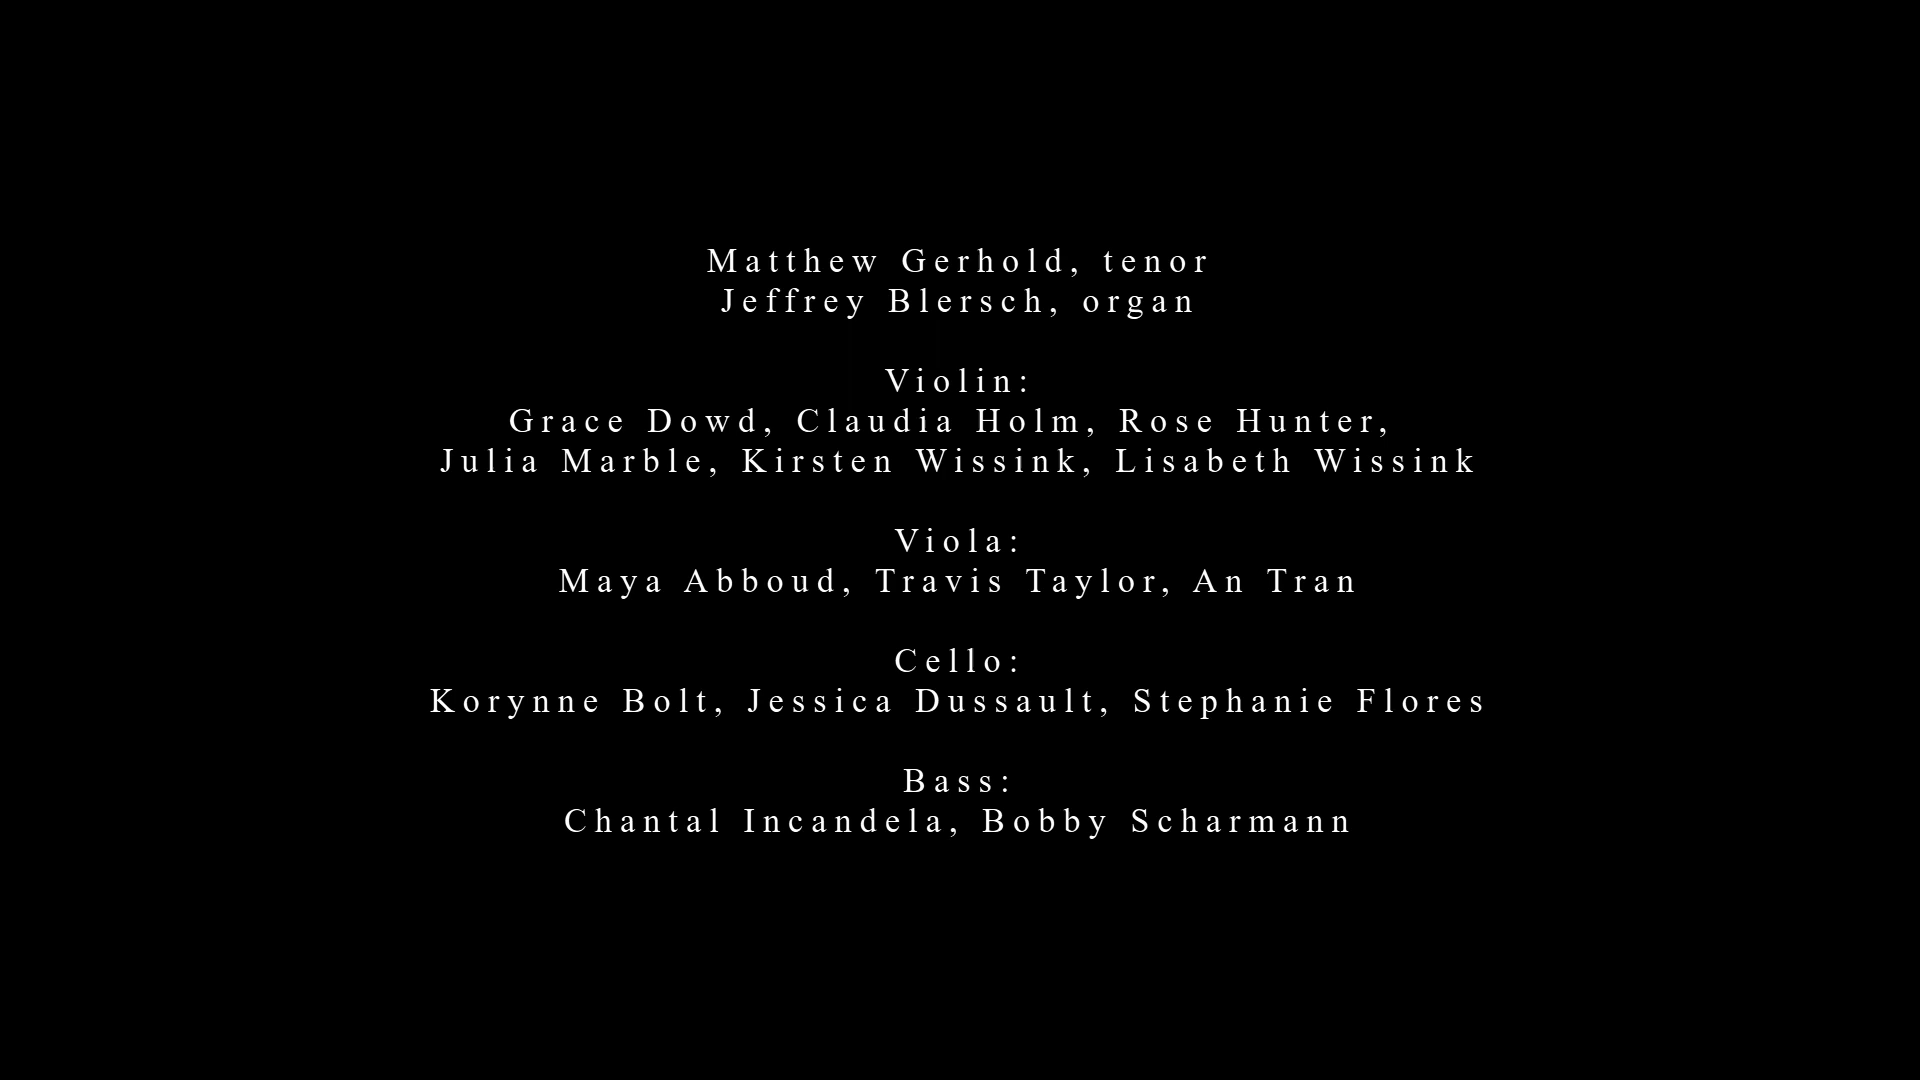 Matthew Gerhold, tenor
Jeffrey Blersch, organ
Violin:
Grace Dowd, Claudia Holm, Rose Hunter,
Julia Marble, Kirsten Wissink, Lisabeth Wissink
Viola:
Maya Abboud, Travis Taylor, An Tran
Cello:
Korynne Bolt, Jessica Dussault, Stephanie Flores
Bass:
Chantal Incandela, Bobby Scharmann